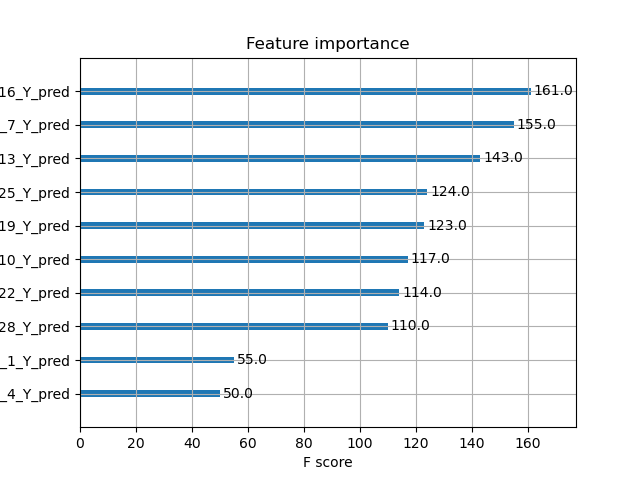 Feature importance
16_Y_pred 161.0
_7_Y_pred 155.0
13_Y_pred 143.0
25_Y_pred 124.0
19_Y_pred 123.0
10_Y_pred 117.0
22_Y_pred 114.0
28_Y_pred 110.0
_1_Y_pred 55.0
_4_Y_pred 50.0
0 20 40 60 80 100 120 140 160
F score